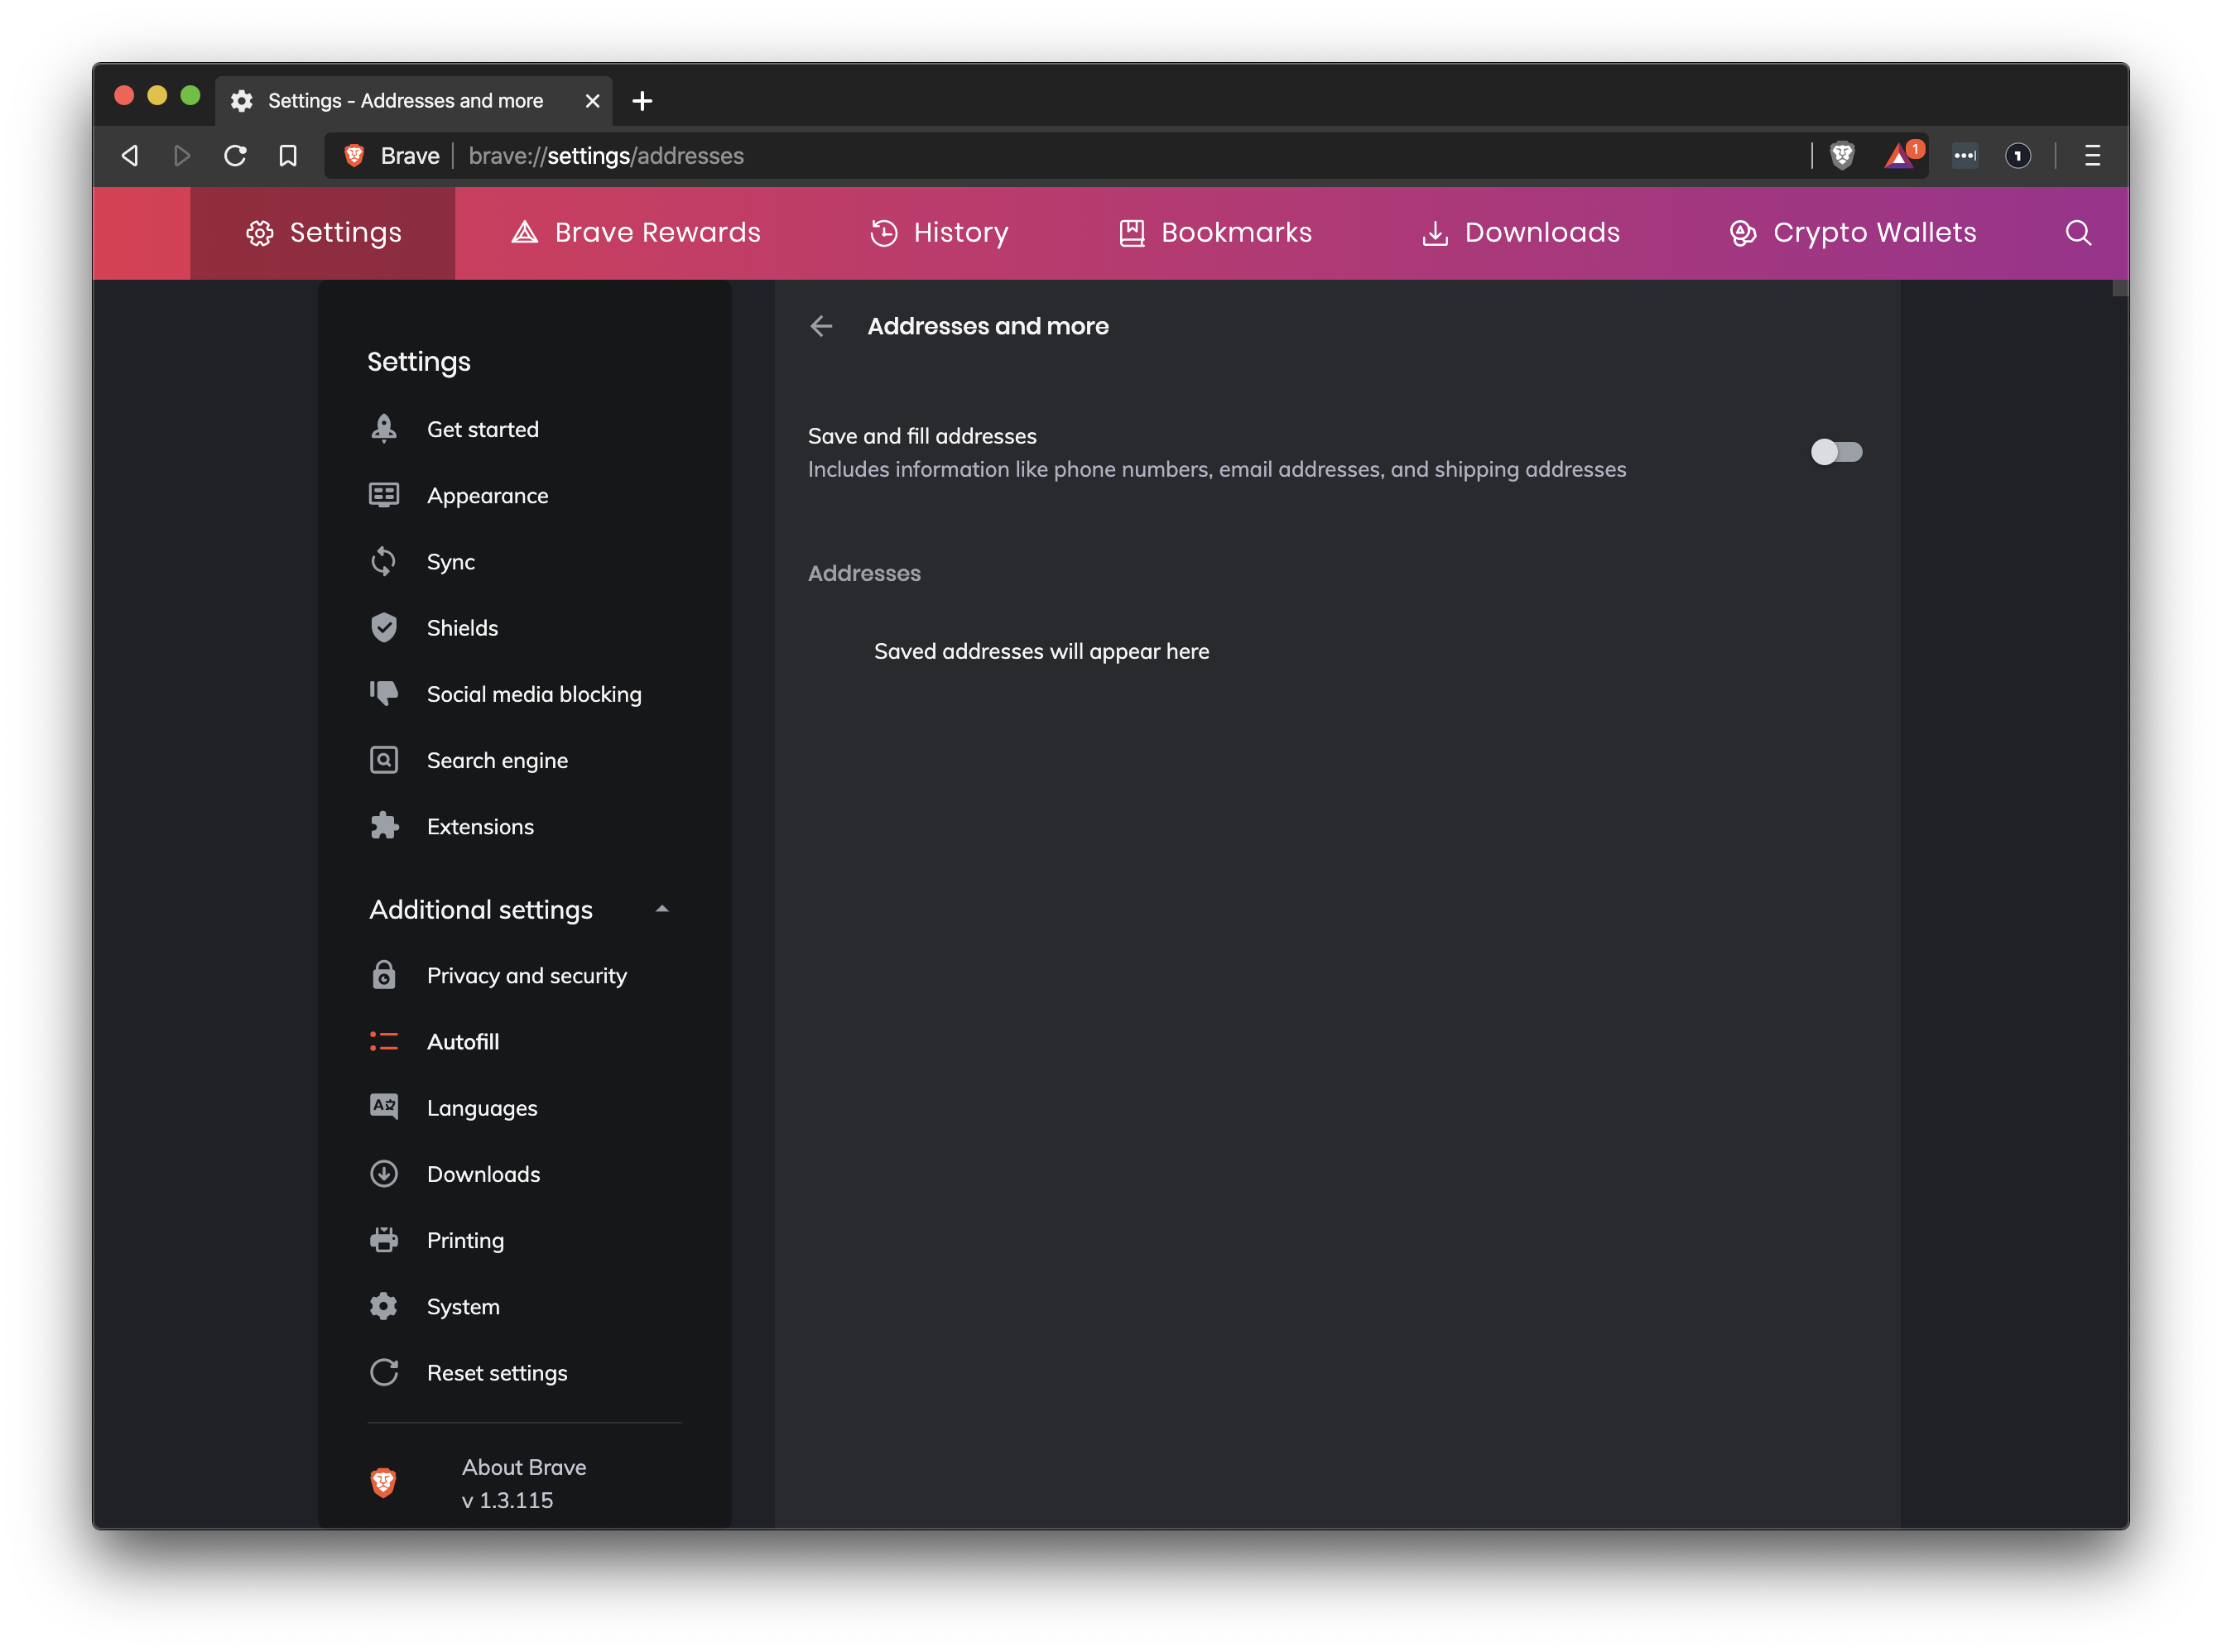 Settings - Addresses and more
Brave
brave://settings/addresses
1
1
Settings
Brave Rewards
History
Bookmarks
Downloads
Crypto Wallets
Settings
Get started
Appearance
Sync
Shields
Social media blocking
Search engine
Extensions
Additional settings
Privacy and security
Autofill
Languages
Downloads
Printing
System
Reset settings
About Brave
v 1.3.115
Addresses and more
Save and fill addresses
Includes information like phone numbers, email addresses, and shipping addresses
Addresses
Saved addresses will appear here